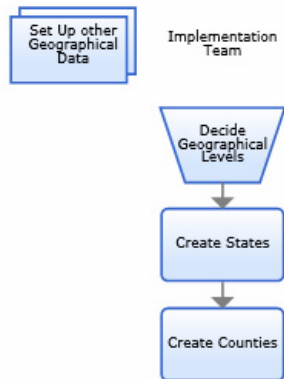 Set Up other
Geographical
Data
Implementation
Team
Decide
Geographical
Levels
Create States
Create Counties